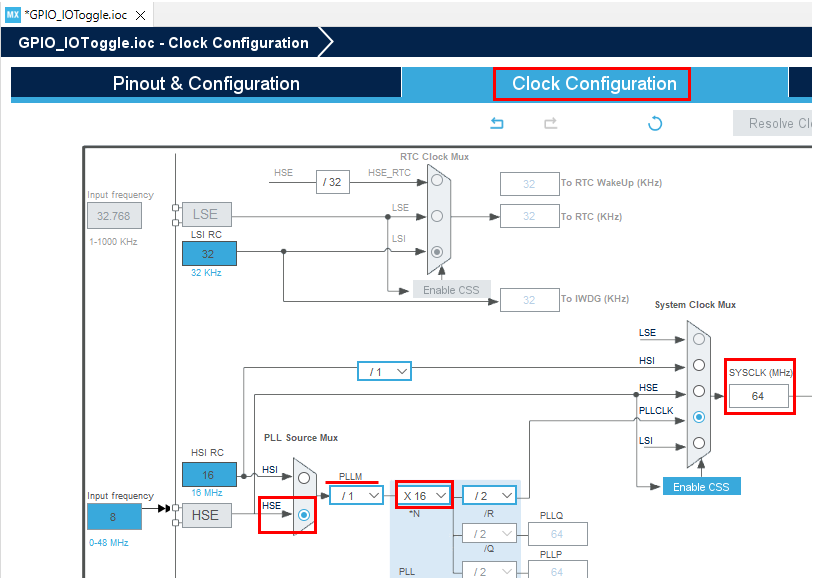 MX *GPIO_IOToggle.ioc
GPIO_IOToggle.ioc - Clock Configuration
Pinout & Configuration
Clock Configuration
Resolve Cl
RTC Clock Mux
HSE
/ 32
HSE_RTC
32
To RTC WakeUp (KHz)
Input frequency
32.768
1-1000 KHz
LSE
LSE
32
To RTC (KHz)
LSI RC
32
32 KHz
LSI
Enable CSS
32
To IWDG (KHz)
System Clock Mux
LSE
HSI
/ 1
HSE
PLLCLK
LSI
SYSCLK (MHz)
64
Enable CSS
PLL Source Mux
HSI RC
16
16 MHz
HSI
PLLM
/ 1
X 16
*N
/ 2
/R
Input frequency
8
0-48 MHz
HSE
HSE
/ 2
/Q
PLLQ
64
PLLP
PLL
/ 2
64